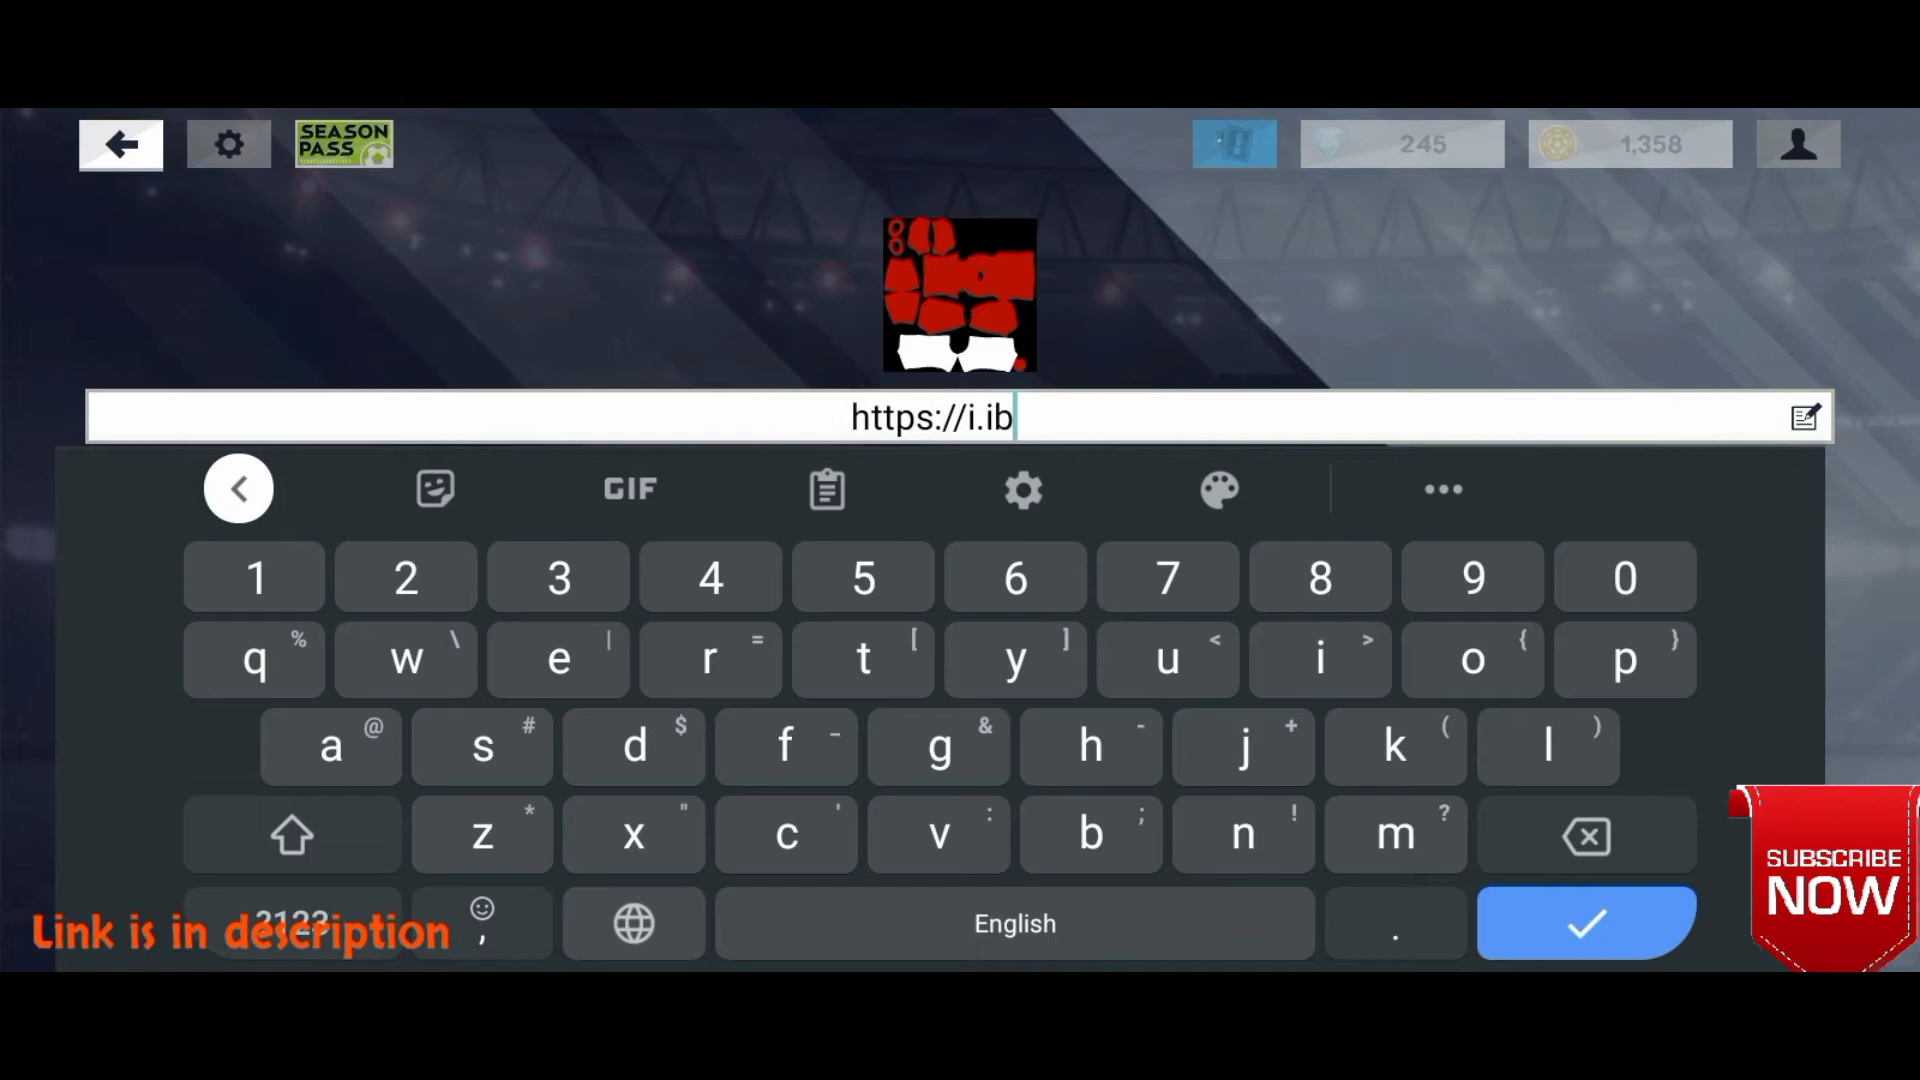 SEASON
PASS
245
1,358
https://i.ib
GIF
1 2 3 4 5 6 7 8 9 0
q % w \ e | r = t [ y ] u < i > o { p }
a @ s # d $ f _ g & h - j + k ( l )
z * x " c ' v : b ; n ! m ?
?123 , English .
Link is in description
SUBSCRIBE
NOW